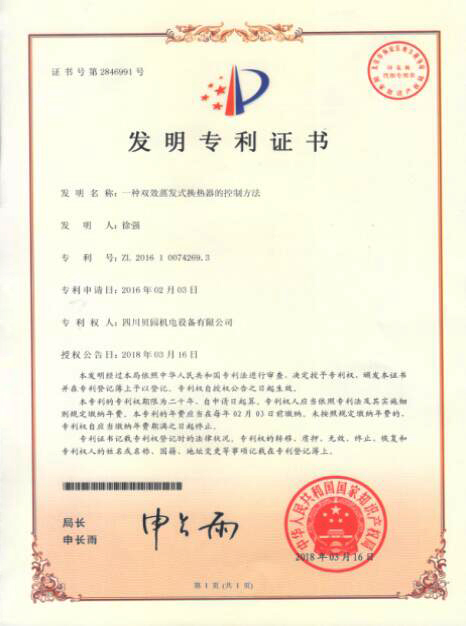 证书号第2846991号
发明专利证书
发 明 名 称：一种双效蒸发式换热器的控制方法
发 明 人：徐强
专 利 号：ZL 2016 1 0074269.3
专利申请日：2016年02月03日
专 利 权 人：四川贝园机电设备有限公司
授权公告日：2018年03月16日
本发明经过本局依照中华人民共和国专利法进行审查，决定授予专利权，颁发本证书
并在专利登记簿上予以登记。专利权自授权公告之日起生效。
本专利的专利权期限为二十年，自申请日起算。专利权人应当依照专利法及其实施细
则规定缴纳年费。本专利的年费应当在每年02月03日前缴纳。未按照规定缴纳年费的，
专利权自应当缴纳年费期满之日起终止。
专利证书记载专利权登记时的法律状况。专利权的转移、质押、无效、终止、恢复和
专利权人的姓名或名称、国籍、地址变更等事项记载在专利登记簿上。
局长
申长雨
申长雨
中华人民共和国国家知识产权局
2018年03月16日
第 1 页 (共 1 页)